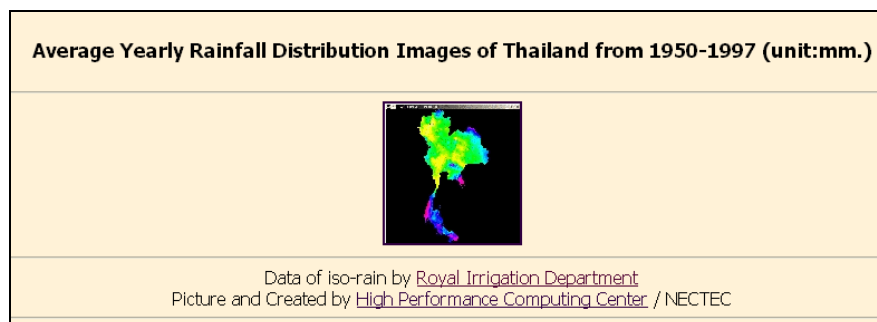 Average Yearly Rainfall Distribution Images of Thailand from 1950-1997 (unit:mm.)
Data of iso-rain by Royal Irrigation Department
Picture and Created by High Performance Computing Center / NECTEC